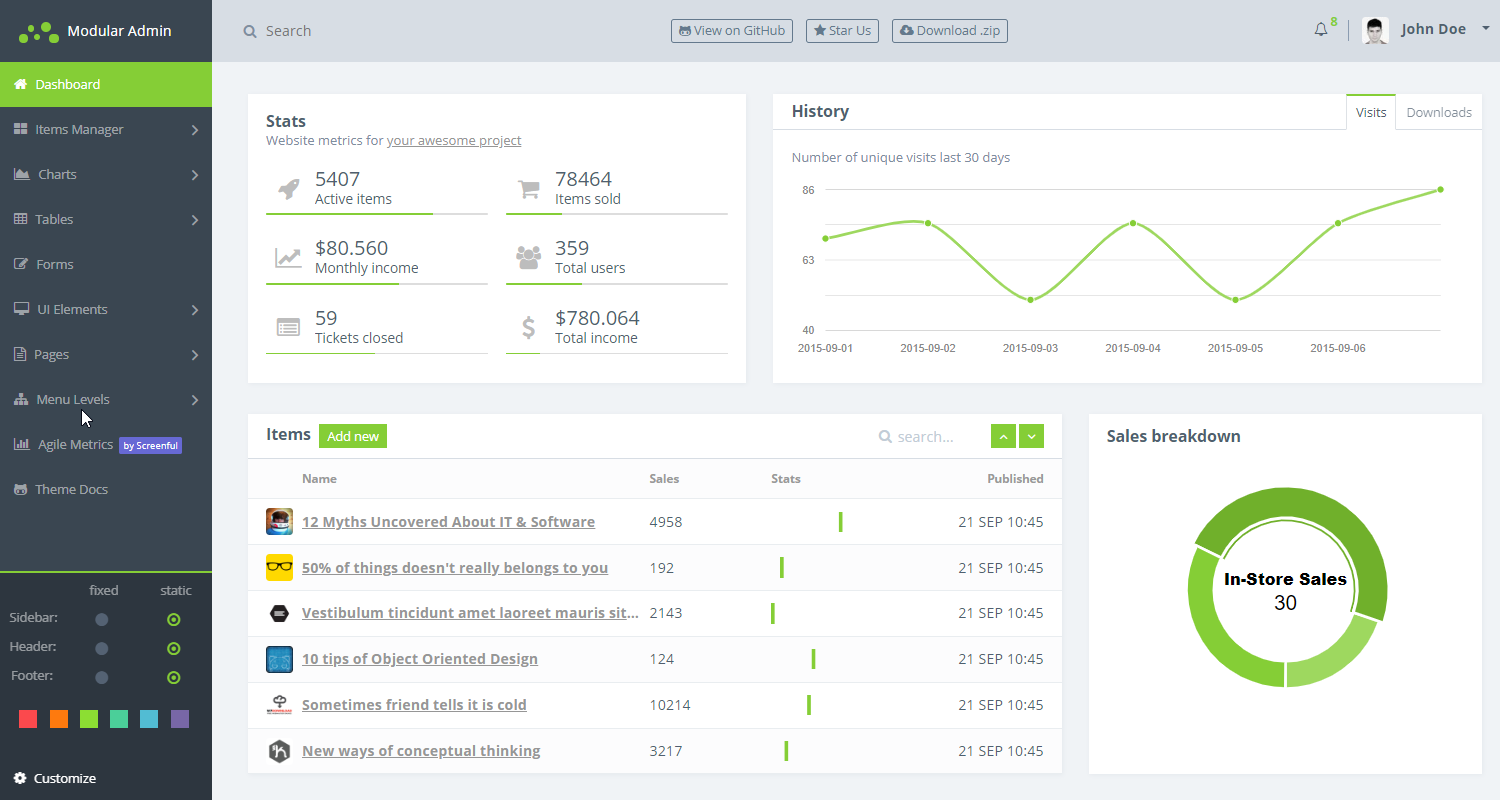 Modular Admin
Search
View on GitHub
Star Us
Download .zip
8
John Doe
Dashboard
Items Manager
Charts
Tables
Forms
UI Elements
Pages
Menu Levels
Agile Metrics by Screenful
Theme Docs
fixed static
Sidebar:
Header:
Footer:
Customize
Stats
Website metrics for your awesome project
5407
Active items
78464
Items sold
$80.560
Monthly income
359
Total users
59
Tickets closed
$780.064
Total income
History
Visits
Downloads
Number of unique visits last 30 days
86
63
40
2015-09-01 2015-09-02 2015-09-03 2015-09-04 2015-09-05 2015-09-06
Items Add new
search...
Name Sales Stats Published
12 Myths Uncovered About IT & Software 4958 21 SEP 10:45
50% of things doesn't really belongs to you 192 21 SEP 10:45
Vestibulum tincidunt amet laoreet mauris sit... 2143 21 SEP 10:45
10 tips of Object Oriented Design 124 21 SEP 10:45
Sometimes friend tells it is cold 10214 21 SEP 10:45
New ways of conceptual thinking 3217 21 SEP 10:45
Sales breakdown
In-Store Sales
30